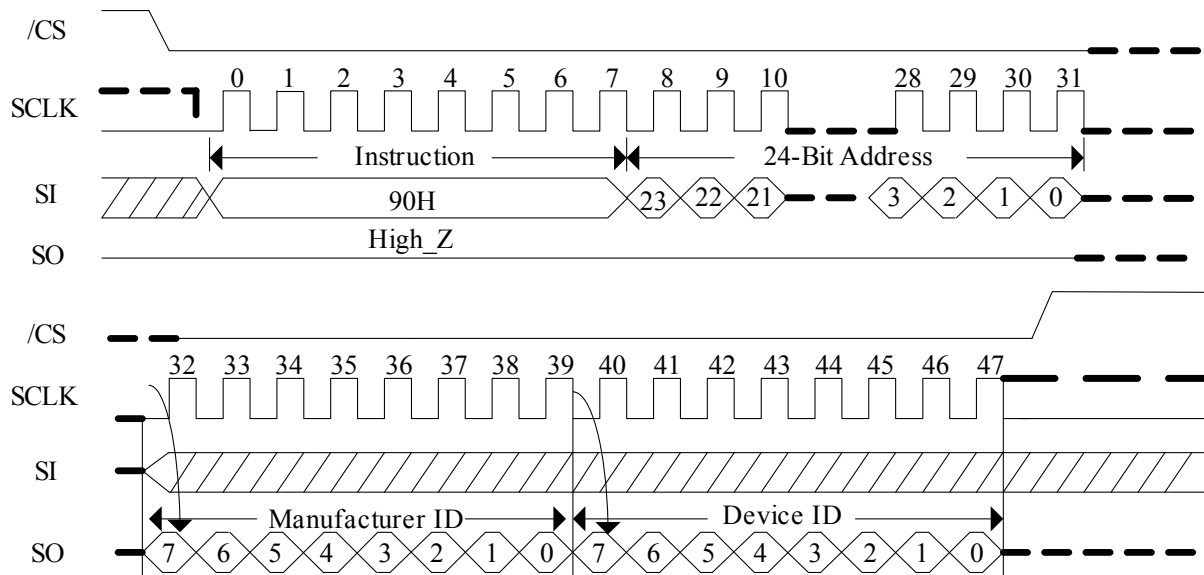 /CS
0 1 2 3 4 5 6 7 8 9 10 28 29 30 31
SCLK
Instruction 24-Bit Address
SI 90H 23 22 21 3 2 1 0
High_Z
SO
/CS
32 33 34 35 36 37 38 39 40 41 42 43 44 45 46 47
SCLK
SI
Manufacturer ID Device ID
SO 7 6 5 4 3 2 1 0 7 6 5 4 3 2 1 0